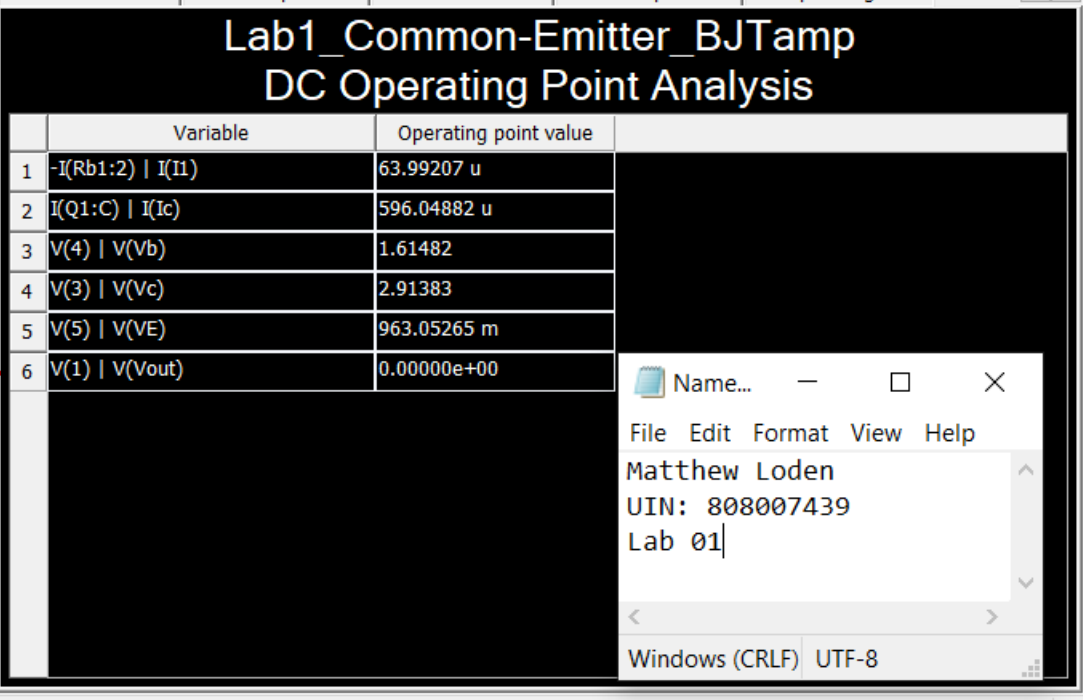 Lab1_Common-Emitter_BJTamp
DC Operating Point Analysis
Variable Operating point value
1 -I(Rb1:2) | I(I1) 63.99207 u
2 I(Q1:C) | I(Ic) 596.04882 u
3 V(4) | V(Vb) 1.61482
4 V(3) | V(Vc) 2.91383
5 V(5) | V(VE) 963.05265 m
6 V(1) | V(Vout) 0.00000e+00
Name...
File Edit Format View Help
Matthew Loden
UIN: 808007439
Lab 01
Windows (CRLF) UTF-8